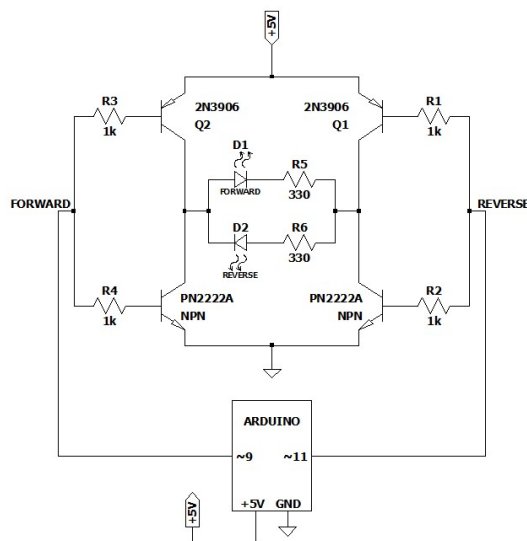 +5V
R3
1k
2N3906
Q2
2N3906
Q1
R1
1k
D1
FORWARD
R5
330
FORWARD
REVERSE
D2
REVERSE
R6
330
R4
1k
PN2222A
NPN
PN2222A
NPN
R2
1k
ARDUINO
~9
~11
+5V
GND
+5V